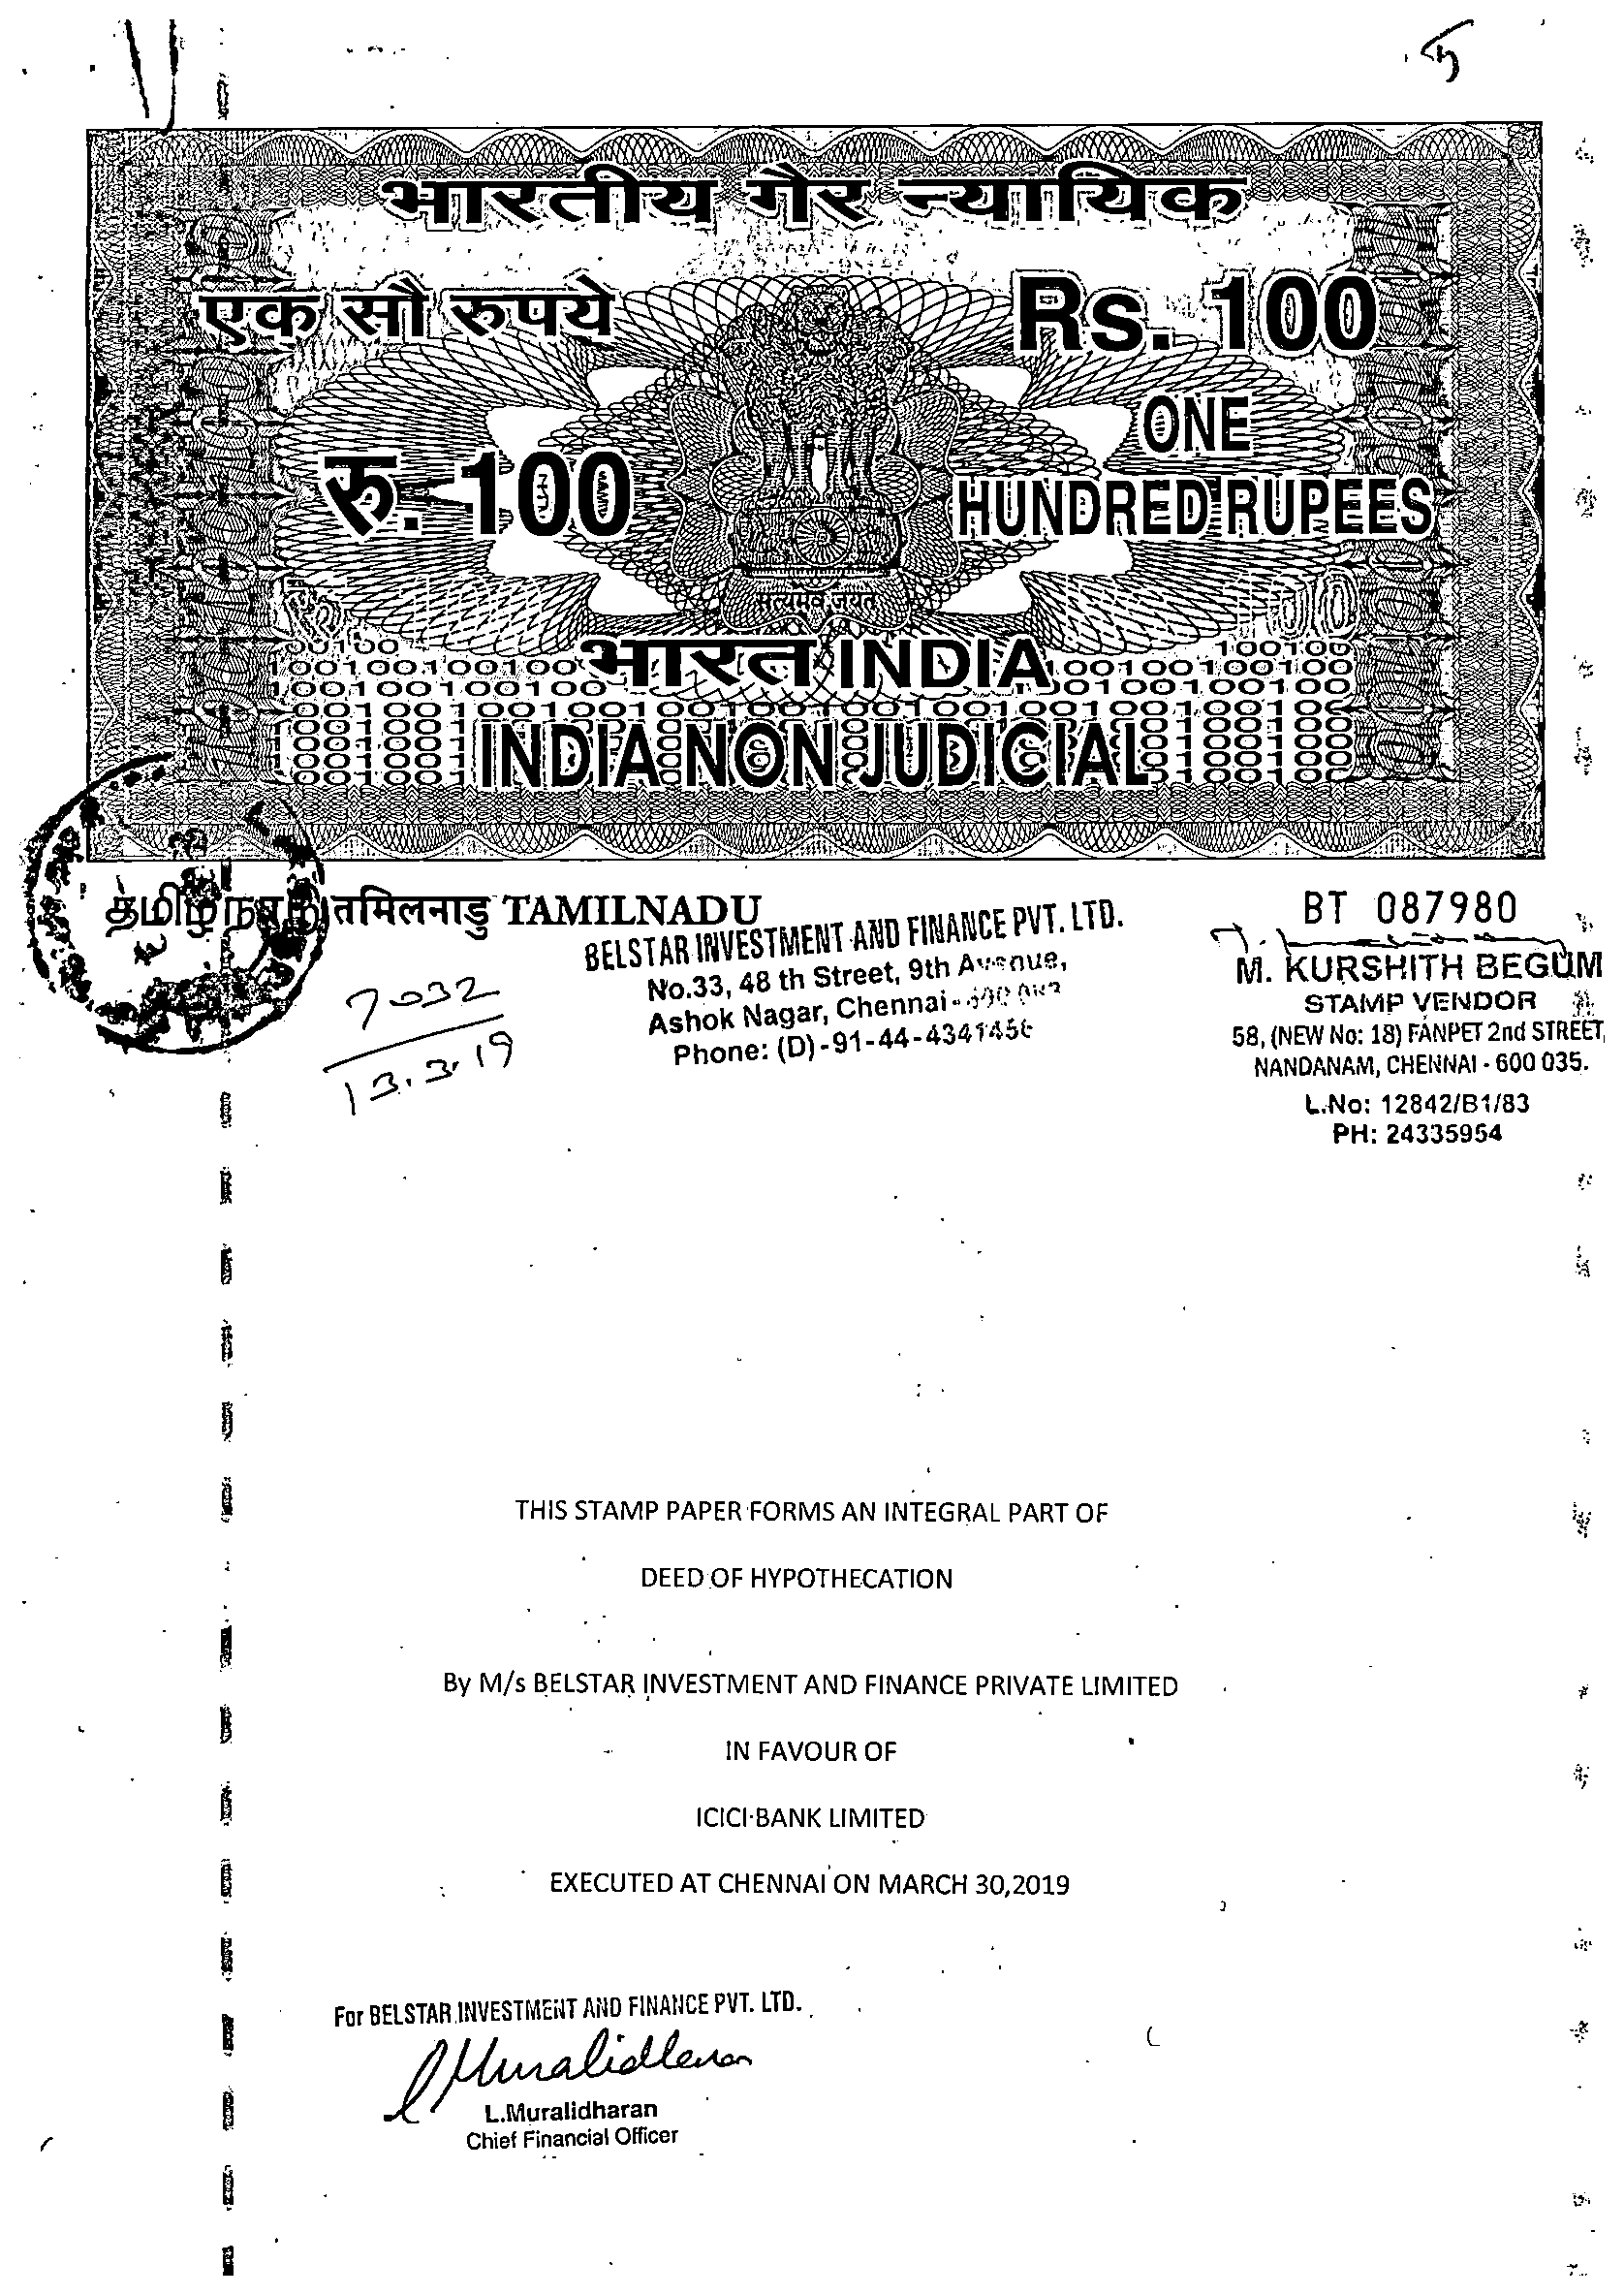 भारतीय गैर न्यायिक
एक सौ रुपये
Rs. 100
रु. 100
ONE
HUNDRED RUPEES
सत्यमेव जयते
भारत INDIA
INDIA NON JUDICIAL
தமிழ்நாடு तमिलनाडु TAMILNADU
BT 087980
BELSTAR INVESTMENT AND FINANCE PVT. LTD.
No.33, 48 th Street, 9th Avenue,
Ashok Nagar, Chennai -
Phone: (D) -91-44-4341456
7032
13.3.19
M. KURSHITH BEGUM
STAMP VENDOR
58, (NEW No: 18) FANPET 2nd STREET,
NANDANAM, CHENNAI - 600 035.
L.No: 12842/B1/83
PH: 24335954
THIS STAMP PAPER FORMS AN INTEGRAL PART OF
DEED OF HYPOTHECATION
By M/s BELSTAR INVESTMENT AND FINANCE PRIVATE LIMITED
IN FAVOUR OF
ICICI BANK LIMITED
EXECUTED AT CHENNAI ON MARCH 30,2019
For BELSTAR INVESTMENT AND FINANCE PVT. LTD.
L.Muralidharan
Chief Financial Officer